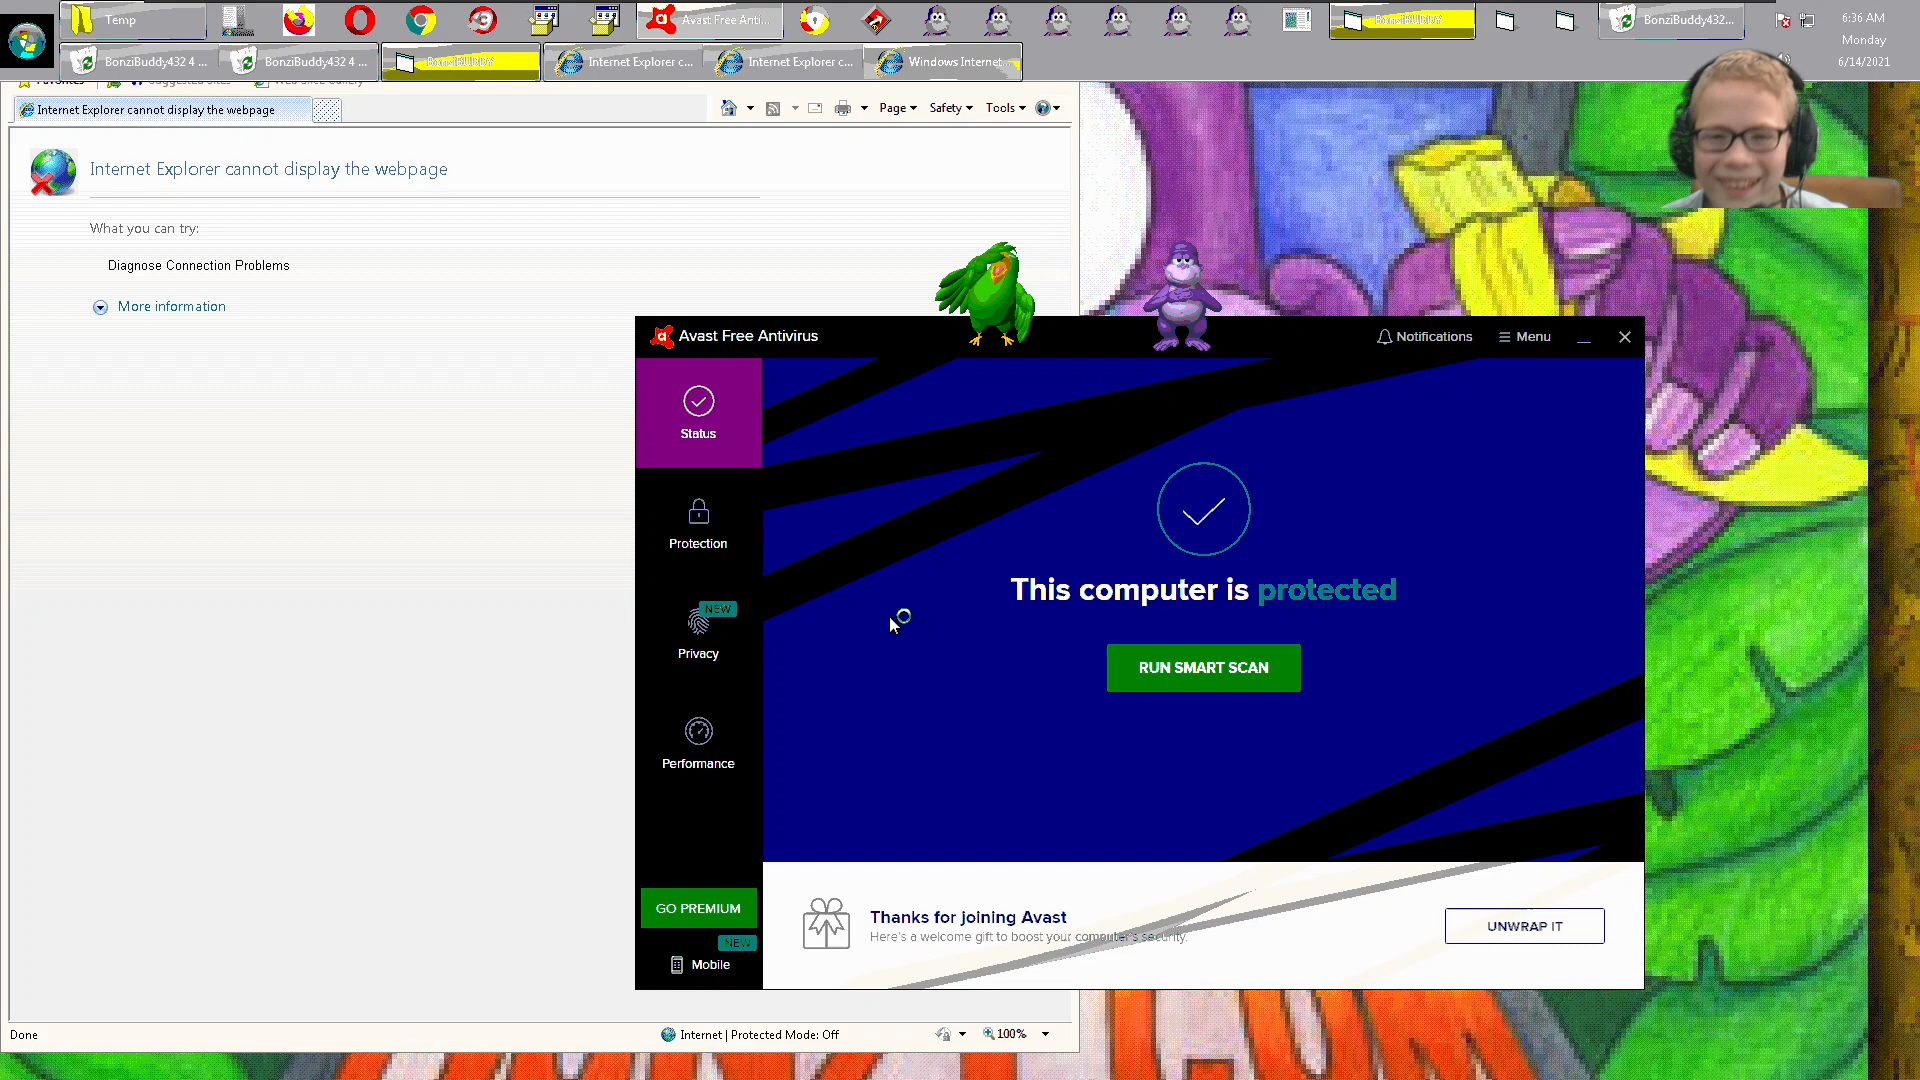 Temp
Avast Free Anti...
BonziBUDDY
BonziBuddy432...
6:36 AM
Monday
6/14/2021
BonziBuddy432 4 ...
BonziBuddy432 4 ...
BonziBUDDY
Internet Explorer c...
Internet Explorer c...
Windows Internet...
Internet Explorer cannot display the webpage
Page
Safety
Tools
Internet Explorer cannot display the webpage
What you can try:
Diagnose Connection Problems
More information
Avast Free Antivirus
Notifications
Menu
Status
Protection
NEW
Privacy
Performance
GO PREMIUM
NEW
Mobile
This computer is protected
RUN SMART SCAN
Thanks for joining Avast
Here's a welcome gift to boost your computer's security.
UNWRAP IT
Done
Internet | Protected Mode: Off
100%